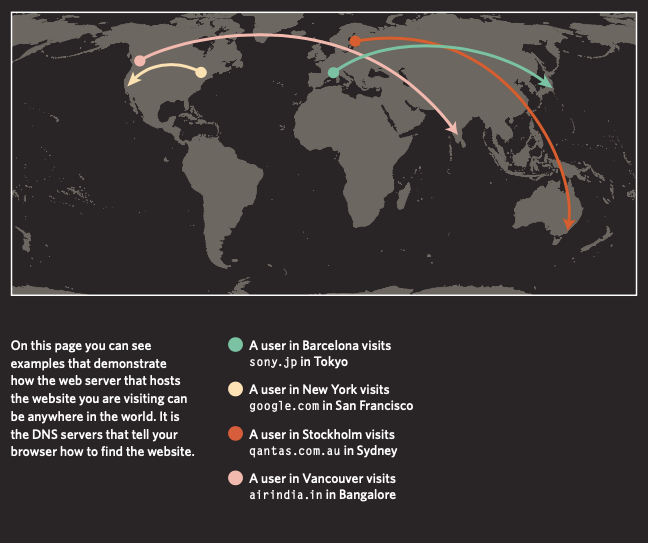 On this page you can see
examples that demonstrate
how the web server that hosts
the website you are visiting can
be anywhere in the world. It is
the DNS servers that tell your
browser how to find the website.
A user in Barcelona visits
sony.jp in Tokyo
A user in New York visits
google.com in San Francisco
A user in Stockholm visits
qantas.com.au in Sydney
A user in Vancouver visits
airindia.in in Bangalore